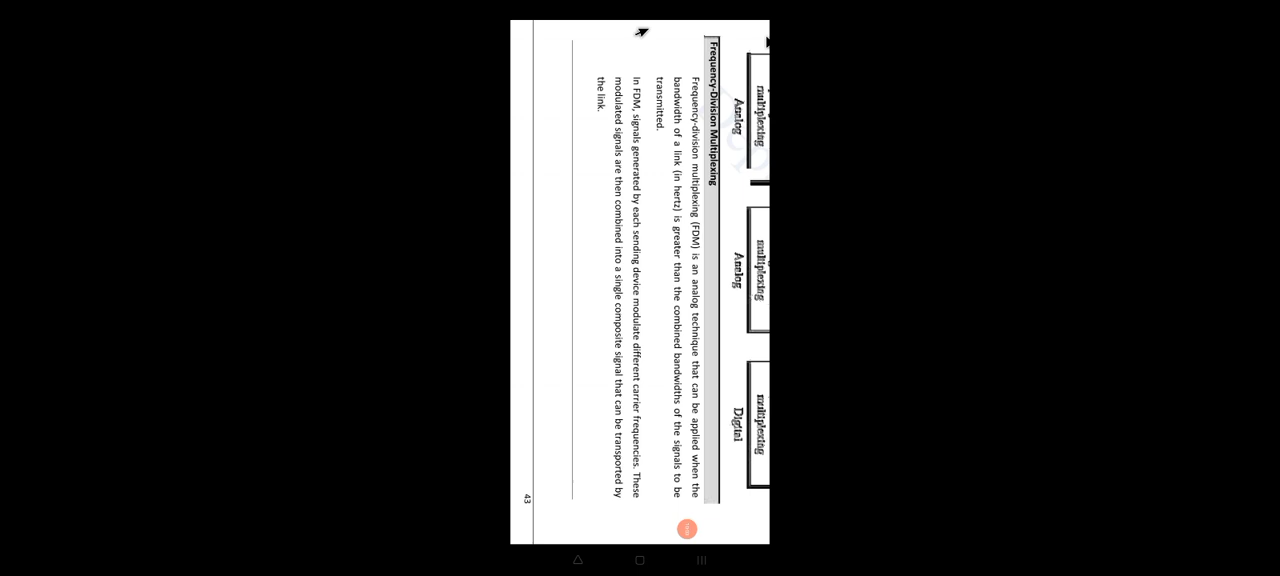 multiplexing multiplexing multiplexing
Analog Analog Digital
Frequency-Division Multiplexing
Frequency-division multiplexing (FDM) is an analog technique that can be applied when the
bandwidth of a link (in hertz) is greater than the combined bandwidths of the signals to be
transmitted.
In FDM, signals generated by each sending device modulate different carrier frequencies. These
modulated signals are then combined into a single composite signal that can be transported by
the link.
43